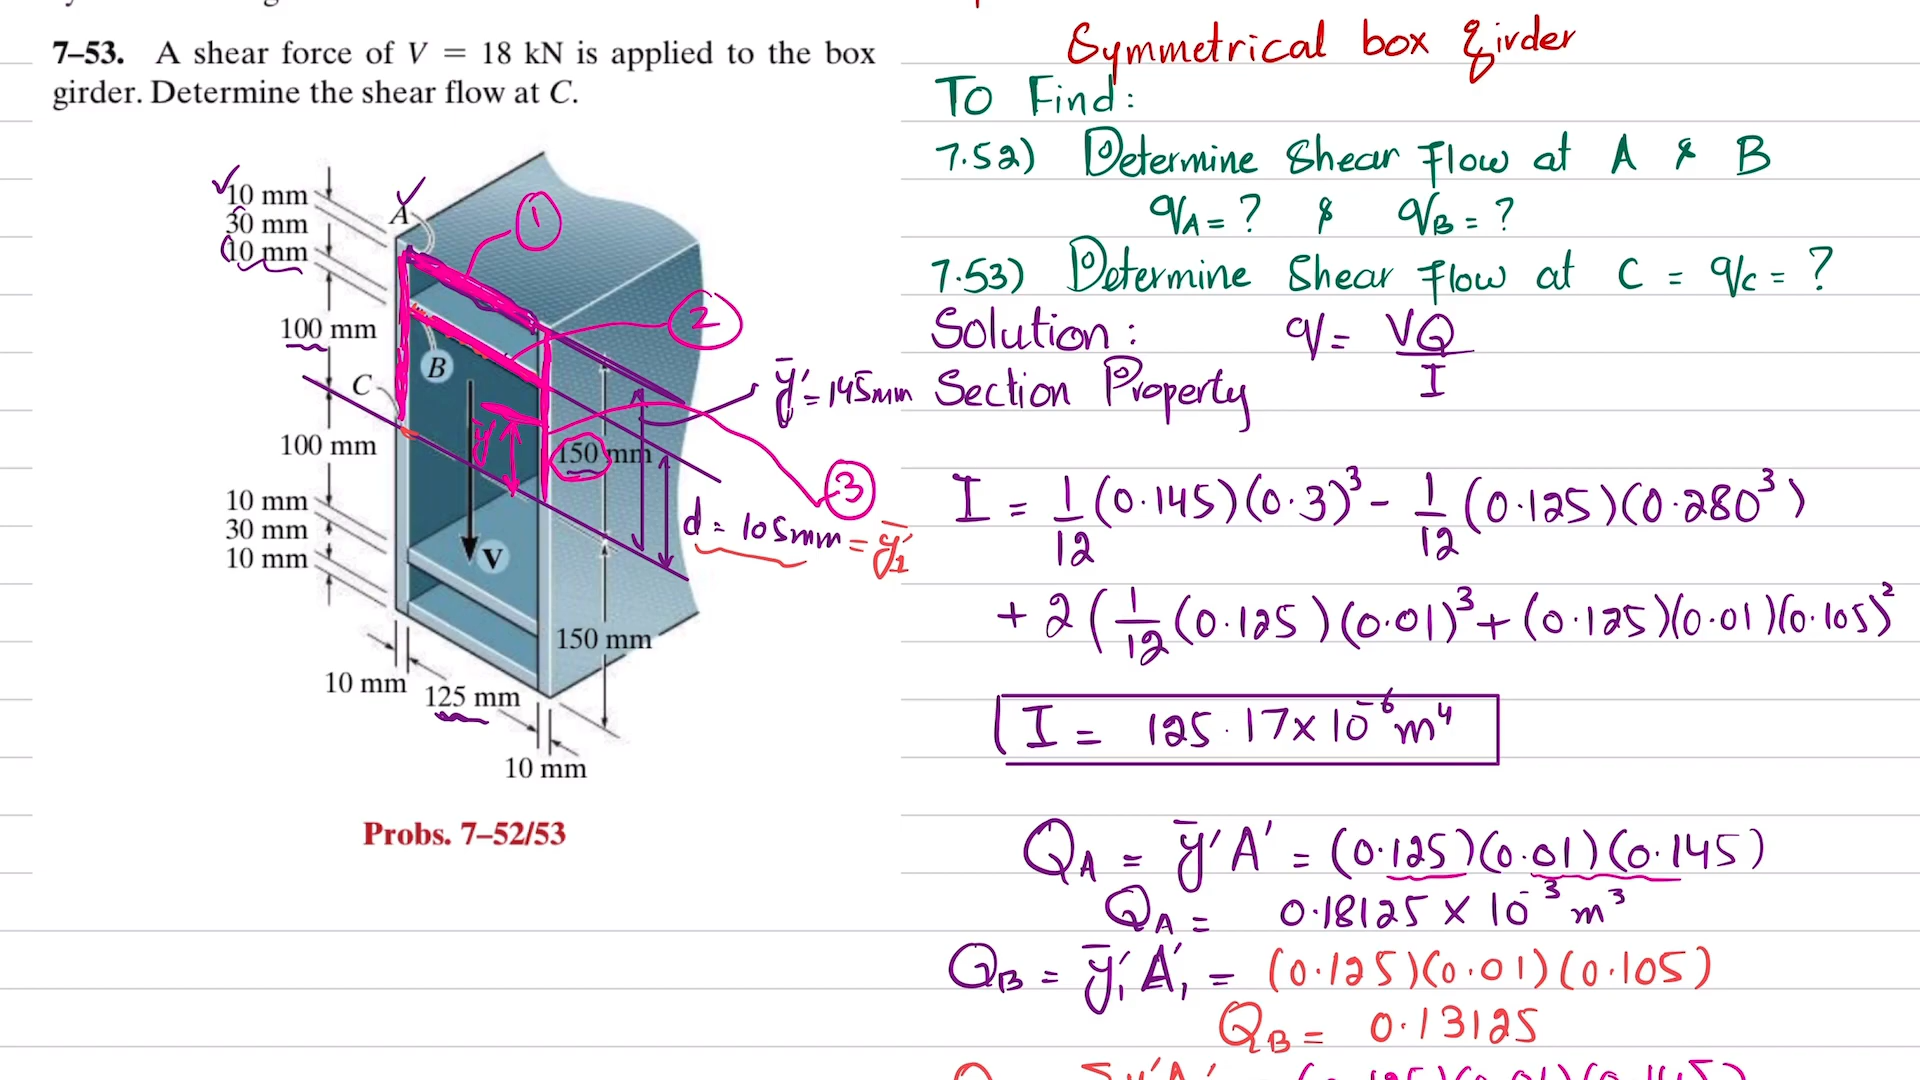 7–53. A shear force of V = 18 kN is applied to the box
girder. Determine the shear flow at C.
10 mm
30 mm
10 mm
100 mm
100 mm
10 mm
30 mm
10 mm
A
B
C
V
150 mm
150 mm
10 mm
125 mm
10 mm
1
2
3
y
ȳ' = 145mm
d = 105mm = ȳ'₁
Probs. 7–52/53
Symmetrical box girder
To Find:
7.52) Determine Shear Flow at A & B
qA = ? & qB = ?
7.53) Determine Shear Flow at C = qc = ?
Solution: q = VQ/I
Section Property
I = 1/12 (0.145)(0.3)³ - 1/12 (0.125)(0.280³)
+ 2 ( 1/12 (0.125)(0.01)³ + (0.125)(0.01)(0.105)²
I = 125.17×10⁻⁶ m⁴
QA = ȳ'A' = (0.125)(0.01)(0.145)
QA = 0.18125 × 10⁻³ m³
QB = ȳ'₁A'₁ = (0.125)(0.01)(0.105)
QB = 0.13125